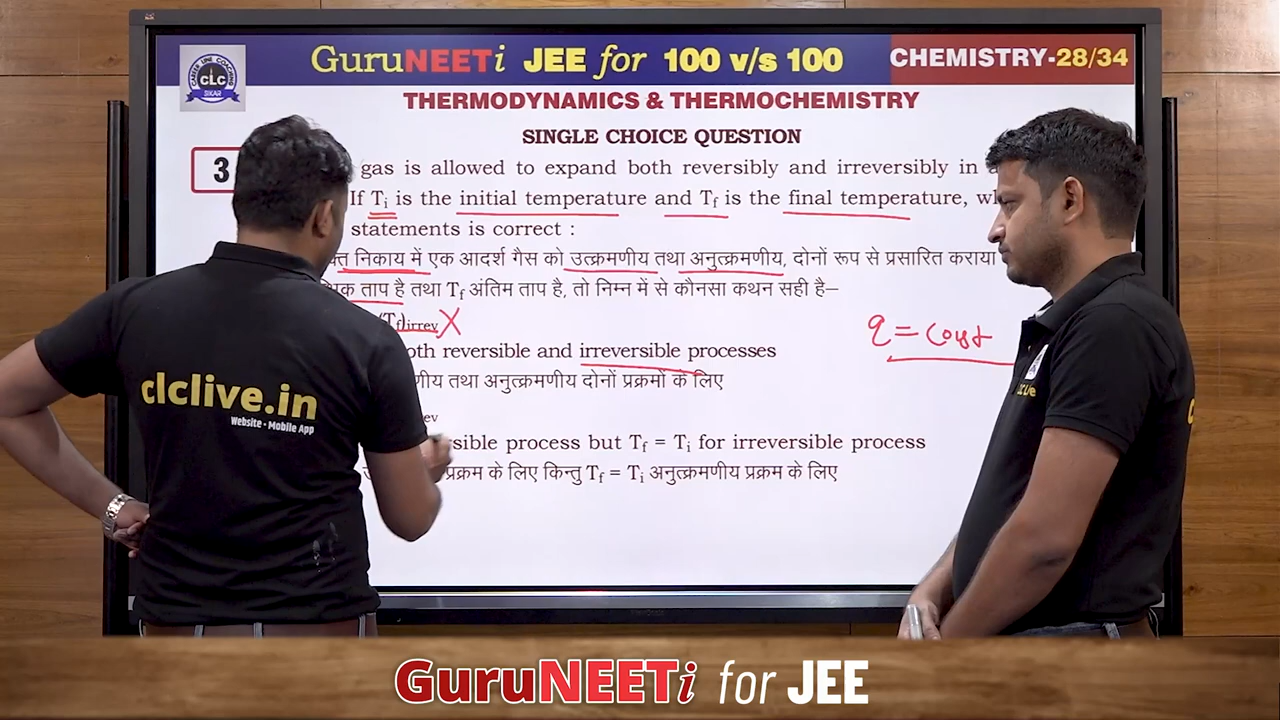 GuruNEETi JEE for 100 v/s 100
CHEMISTRY-28/34
CAREER LINE COACHING
CLC
SIKAR
THERMODYNAMICS & THERMOCHEMISTRY
SINGLE CHOICE QUESTION
3 gas is allowed to expand both reversibly and irreversibly in
If Ti is the initial temperature and Tf is the final temperature,
statements is correct :
निकाय में एक आदर्श गैस को उत्क्रमणीय तथा अनुत्क्रमणीय, दोनों रूप से प्रसारित कराया
ताप है तथा Tf अंतिम ताप है, तो निम्न में से कौनसा कथन सही है–
(Tf)irrev X
q = Const
reversible and irreversible processes
तथा अनुत्क्रमणीय दोनों प्रक्रमों के लिए
process but Tf = Ti for irreversible process
प्रक्रम के लिए किन्तु Tf = Ti अनुत्क्रमणीय प्रक्रम के लिए
clclive.in
Website • Mobile App
GuruNEETi for JEE